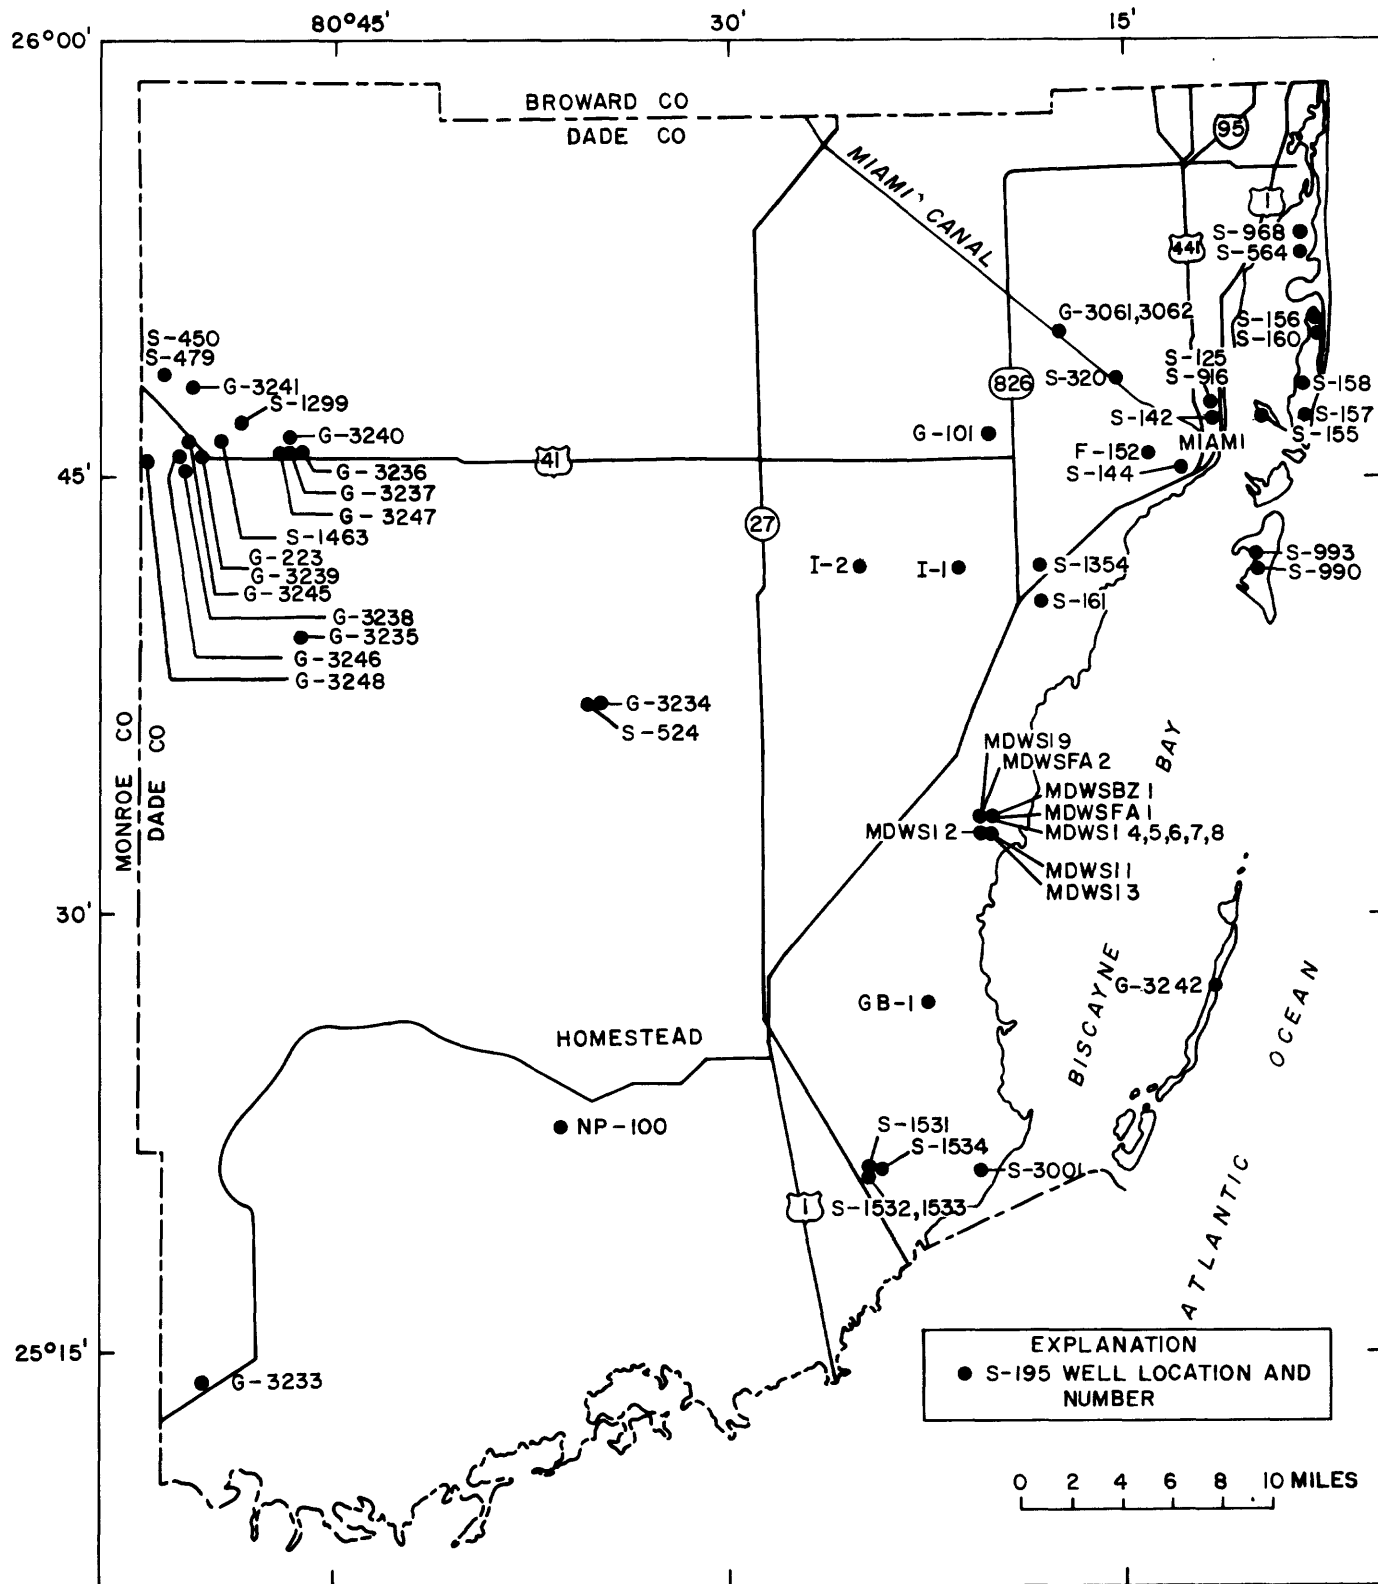 80°45'
30'
15'
26°00'
BROWARD CO
DADE CO
95
MIAMI CANAL
1
S-968
441
S-564
G-3061,3062
S-156
S-160
S-450
S-479
S-125
S-916
G-3241
826
S-320
S-158
S-1299
S-142
S-157
S-155
G-3240
G-101
MIAMI
F-152
S-144
41
G-3236
45'
G-3237
G-3247
27
S-1463
G-223
G-3239
G-3245
I-2
I-1
S-1354
S-993
S-990
S-161
G-3238
G-3235
G-3246
G-3248
G-3234
S-524
MONROE CO
DADE CO
MDWSI9
MDWSFA2
MDWSBZ1
MDWSFA1
MDWSI2
MDWSI4,5,6,7,8
MDWSI1
MDWSI3
30'
G-3242
GB-1
BISCAYNE BAY
HOMESTEAD
ATLANTIC OCEAN
NP-100
S-1531
S-1534
S-3001
1
S-1532,1533
25°15'
G-3233
EXPLANATION
S-195 WELL LOCATION AND
NUMBER
0 2 4 6 8 10 MILES